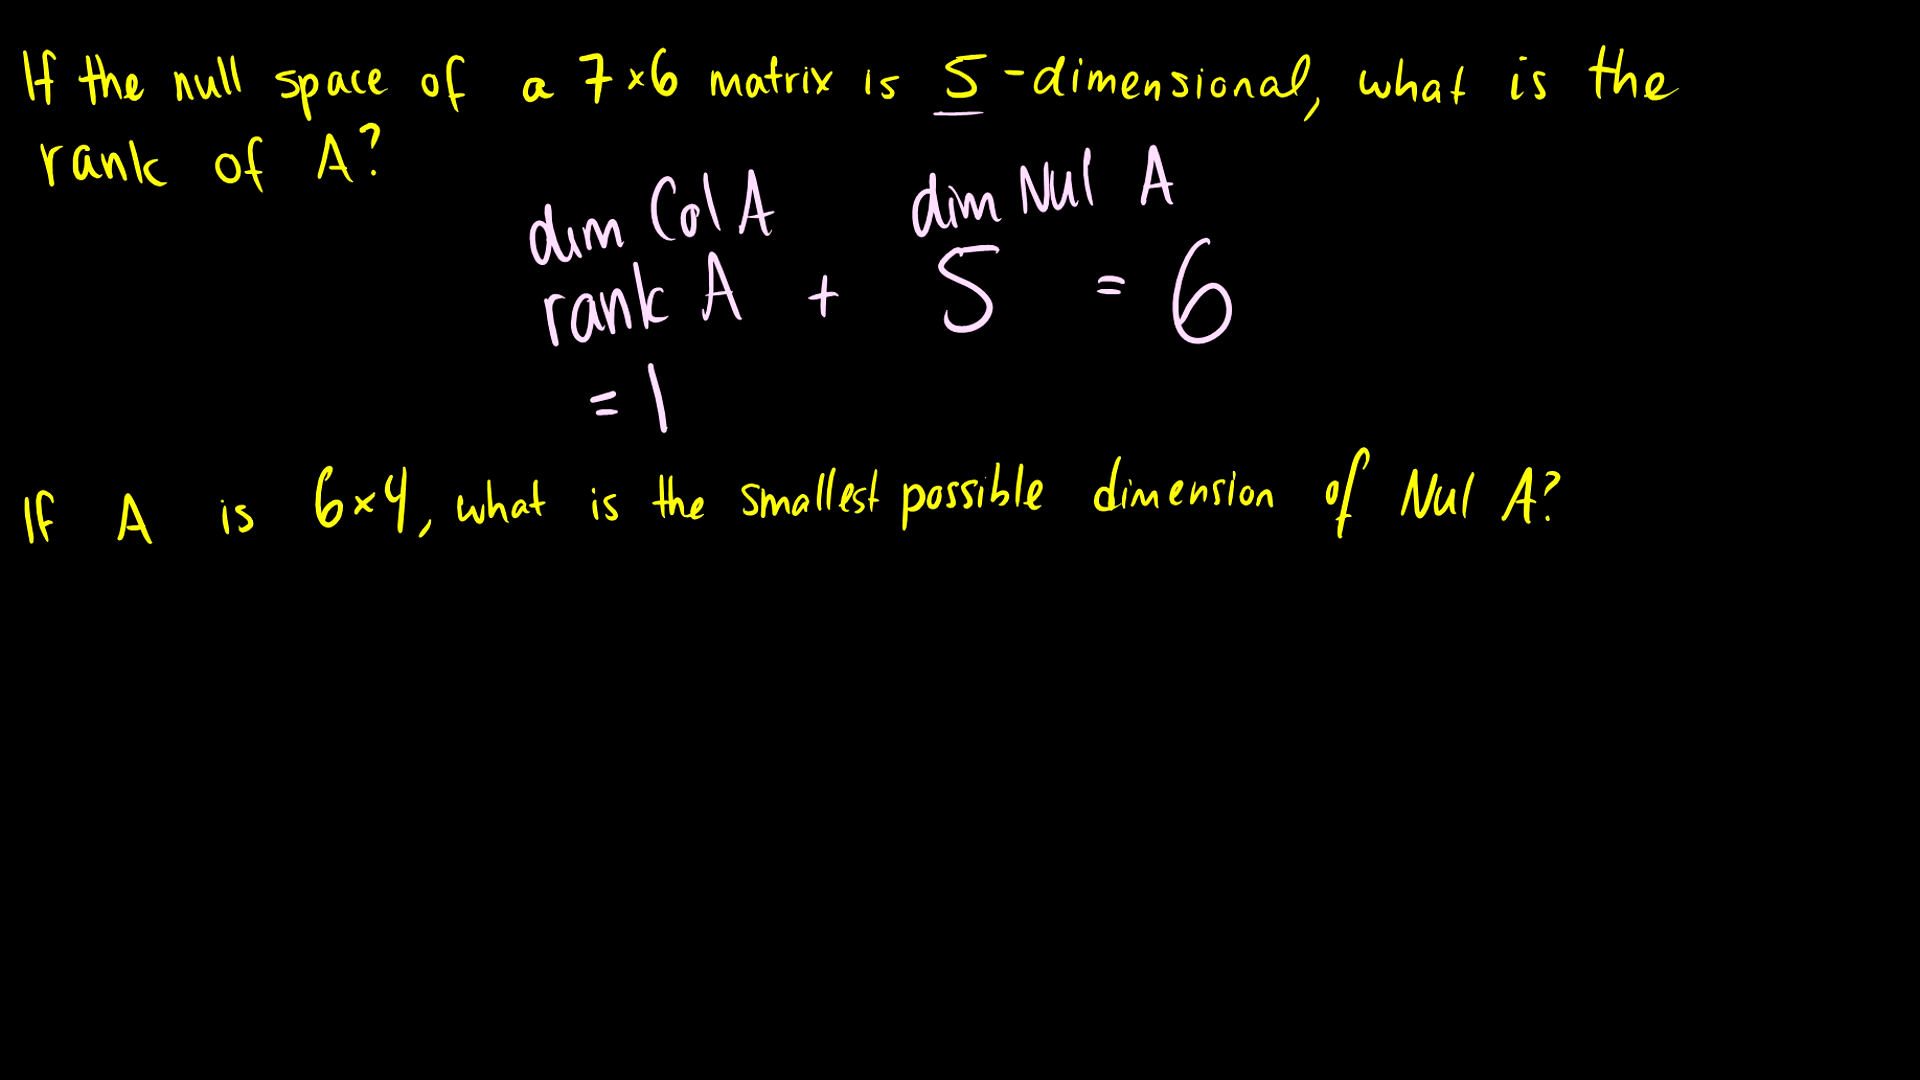 If the null space of a 7×6 matrix is 5-dimensional, what is the
rank of A?
dim Col A dim Nul A
rank A + 5 = 6
= 1
If A is 6×4, what is the smallest possible dimension of Nul A?